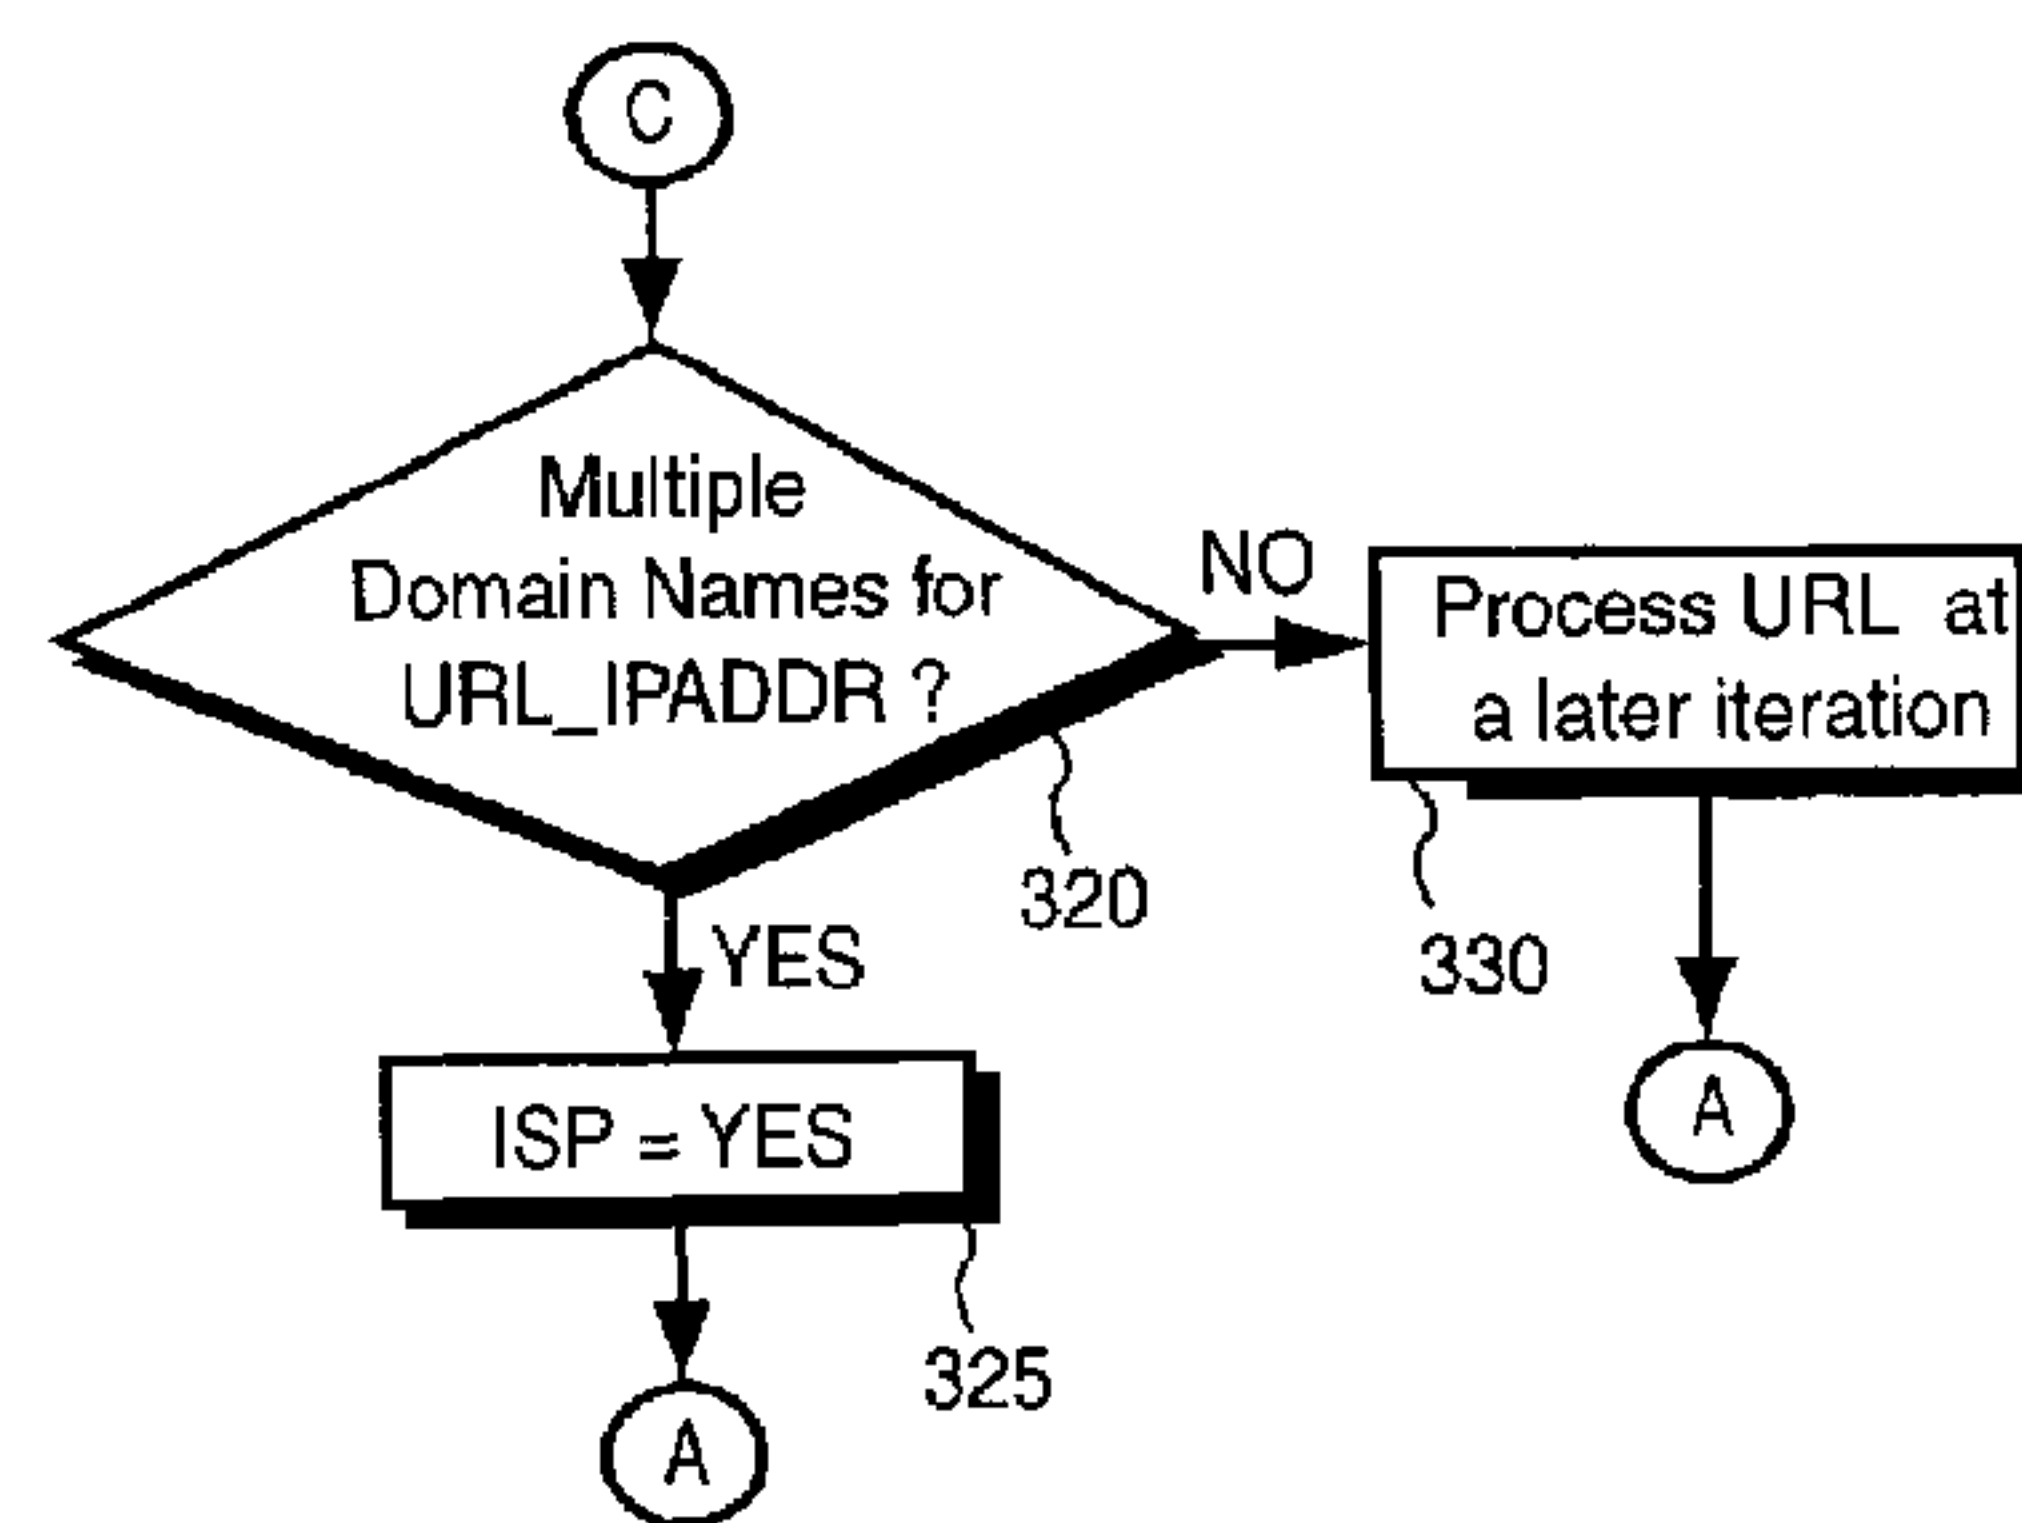 C
Multiple
Domain Names for
URL_IPADDR ?
NO
Process URL at
a later iteration
320
330
YES
ISP = YES
A
325
A